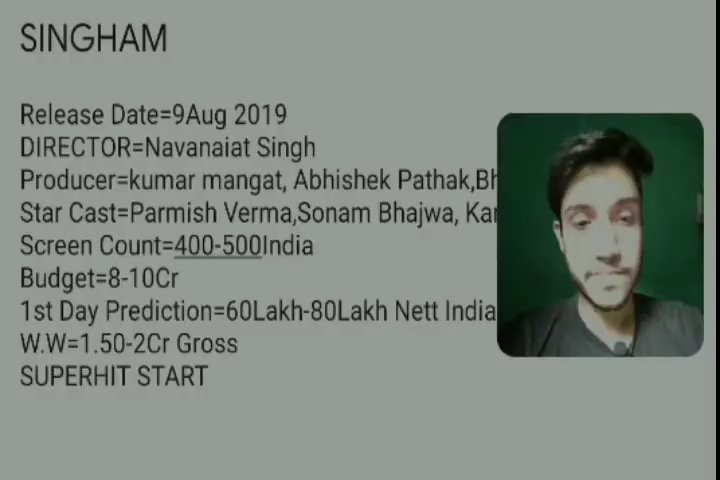 SINGHAM
Release Date=9Aug 2019
DIRECTOR=Navanaiat Singh
Producer=kumar mangat, Abhishek Pathak,
Star Cast=Parmish Verma,Sonam Bhajwa,
Screen Count=400-500India
Budget=8-10Cr
1st Day Prediction=60Lakh-80Lakh Nett India
W.W=1.50-2Cr Gross
SUPERHIT START